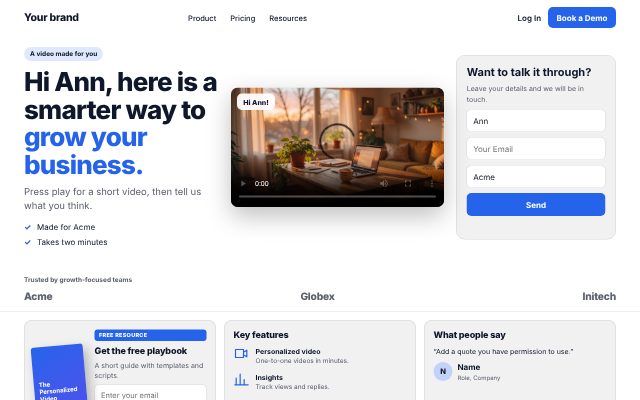 Your brand
Product
Pricing
Resources
Log In
Book a Demo
A video made for you
Hi Ann, here is a
smarter way to
grow your
business.
Press play for a short video, then tell us
what you think.
Made for Acme
Takes two minutes
Hi Ann!
0:00
Want to talk it through?
Leave your details and we will be in
touch.
Ann
Your Email
Acme
Send
Trusted by growth-focused teams
Acme
Globex
Initech
The
Personalized
Video
FREE RESOURCE
Get the free playbook
A short guide with templates and
scripts.
Enter your email
Key features
Personalized video
One-to-one videos in minutes.
Insights
Track views and replies.
What people say
"Add a quote you have permission to use."
N
Name
Role, Company